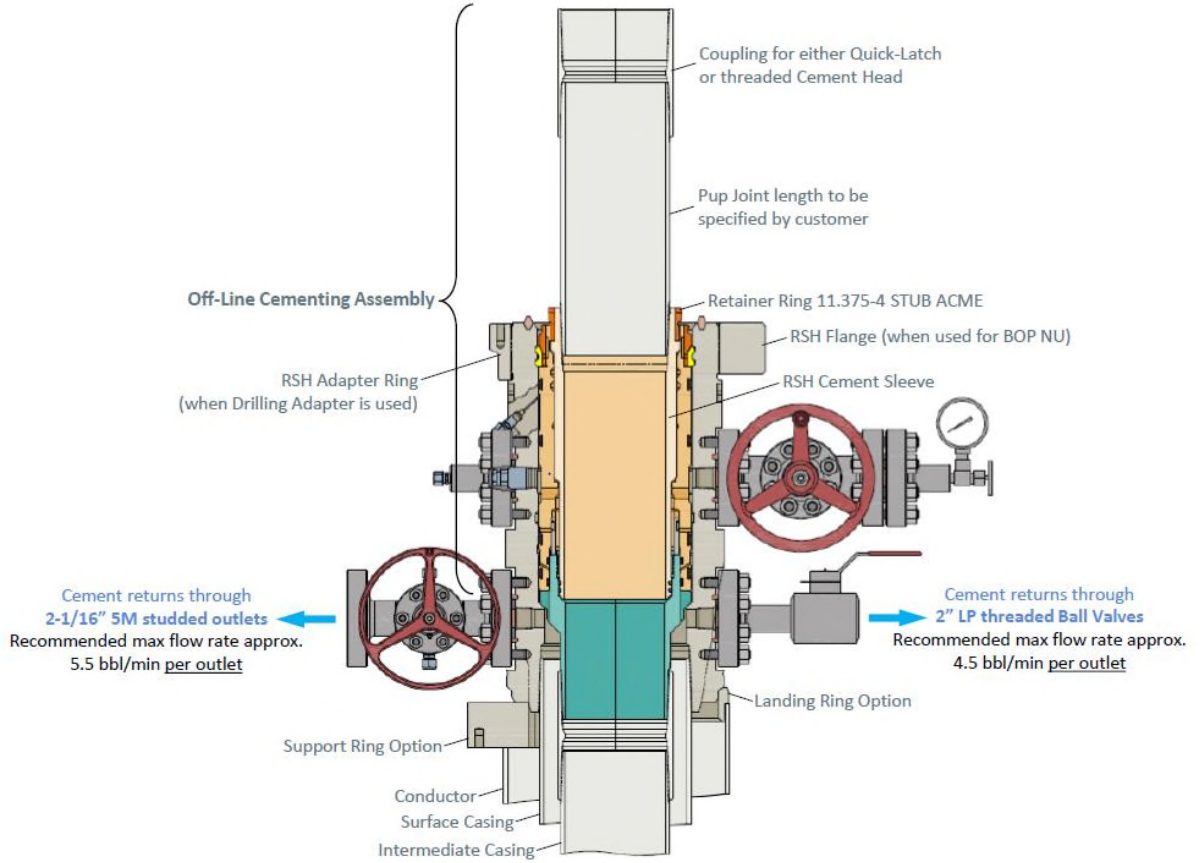 Coupling for either Quick-Latch
or threaded Cement Head
Pup Joint length to be
specified by customer
Off-Line Cementing Assembly
Retainer Ring 11.375-4 STUB ACME
RSH Flange (when used for BOP NU)
RSH Adapter Ring
(when Drilling Adapter is used)
RSH Cement Sleeve
Cement returns through
2-1/16” 5M studded outlets
Recommended max flow rate approx.
5.5 bbl/min per outlet
Cement returns through
2” LP threaded Ball Valves
Recommended max flow rate approx.
4.5 bbl/min per outlet
Landing Ring Option
Support Ring Option
Conductor
Surface Casing
Intermediate Casing